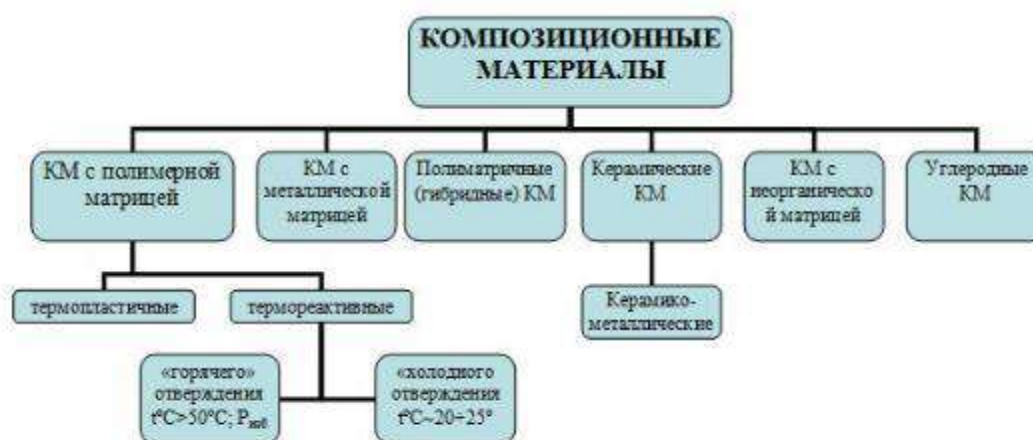 КОМПОЗИЦИОННЫЕ
МАТЕРИАЛЫ
КМ с полимерной
матрицей
КМ с
металлической
матрицей
Полиматричные
(гибридные) КМ
Керамические
КМ
КМ с
неорганическо
й матрицей
Углеродные
КМ
термопластичные
термореактивные
Керамико-
металлические
«горячего»
отверждения
t°C>50°C; Pизб
«холодного
отверждения
t°C~20÷25°